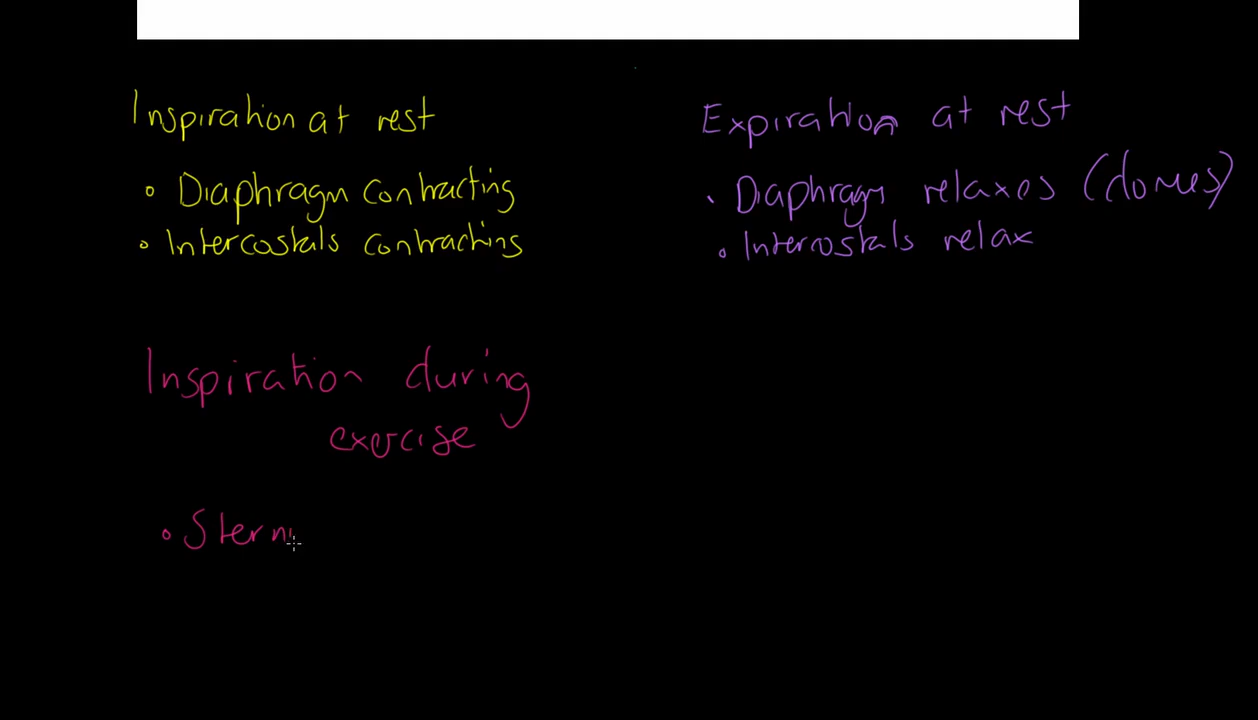 Inspiration at rest
• Diaphragm contracting
• Intercostals contracting
Expiration at rest
• Diaphragm relaxes (domes)
• Intercostals relax
Inspiration during
exercise
• Stern